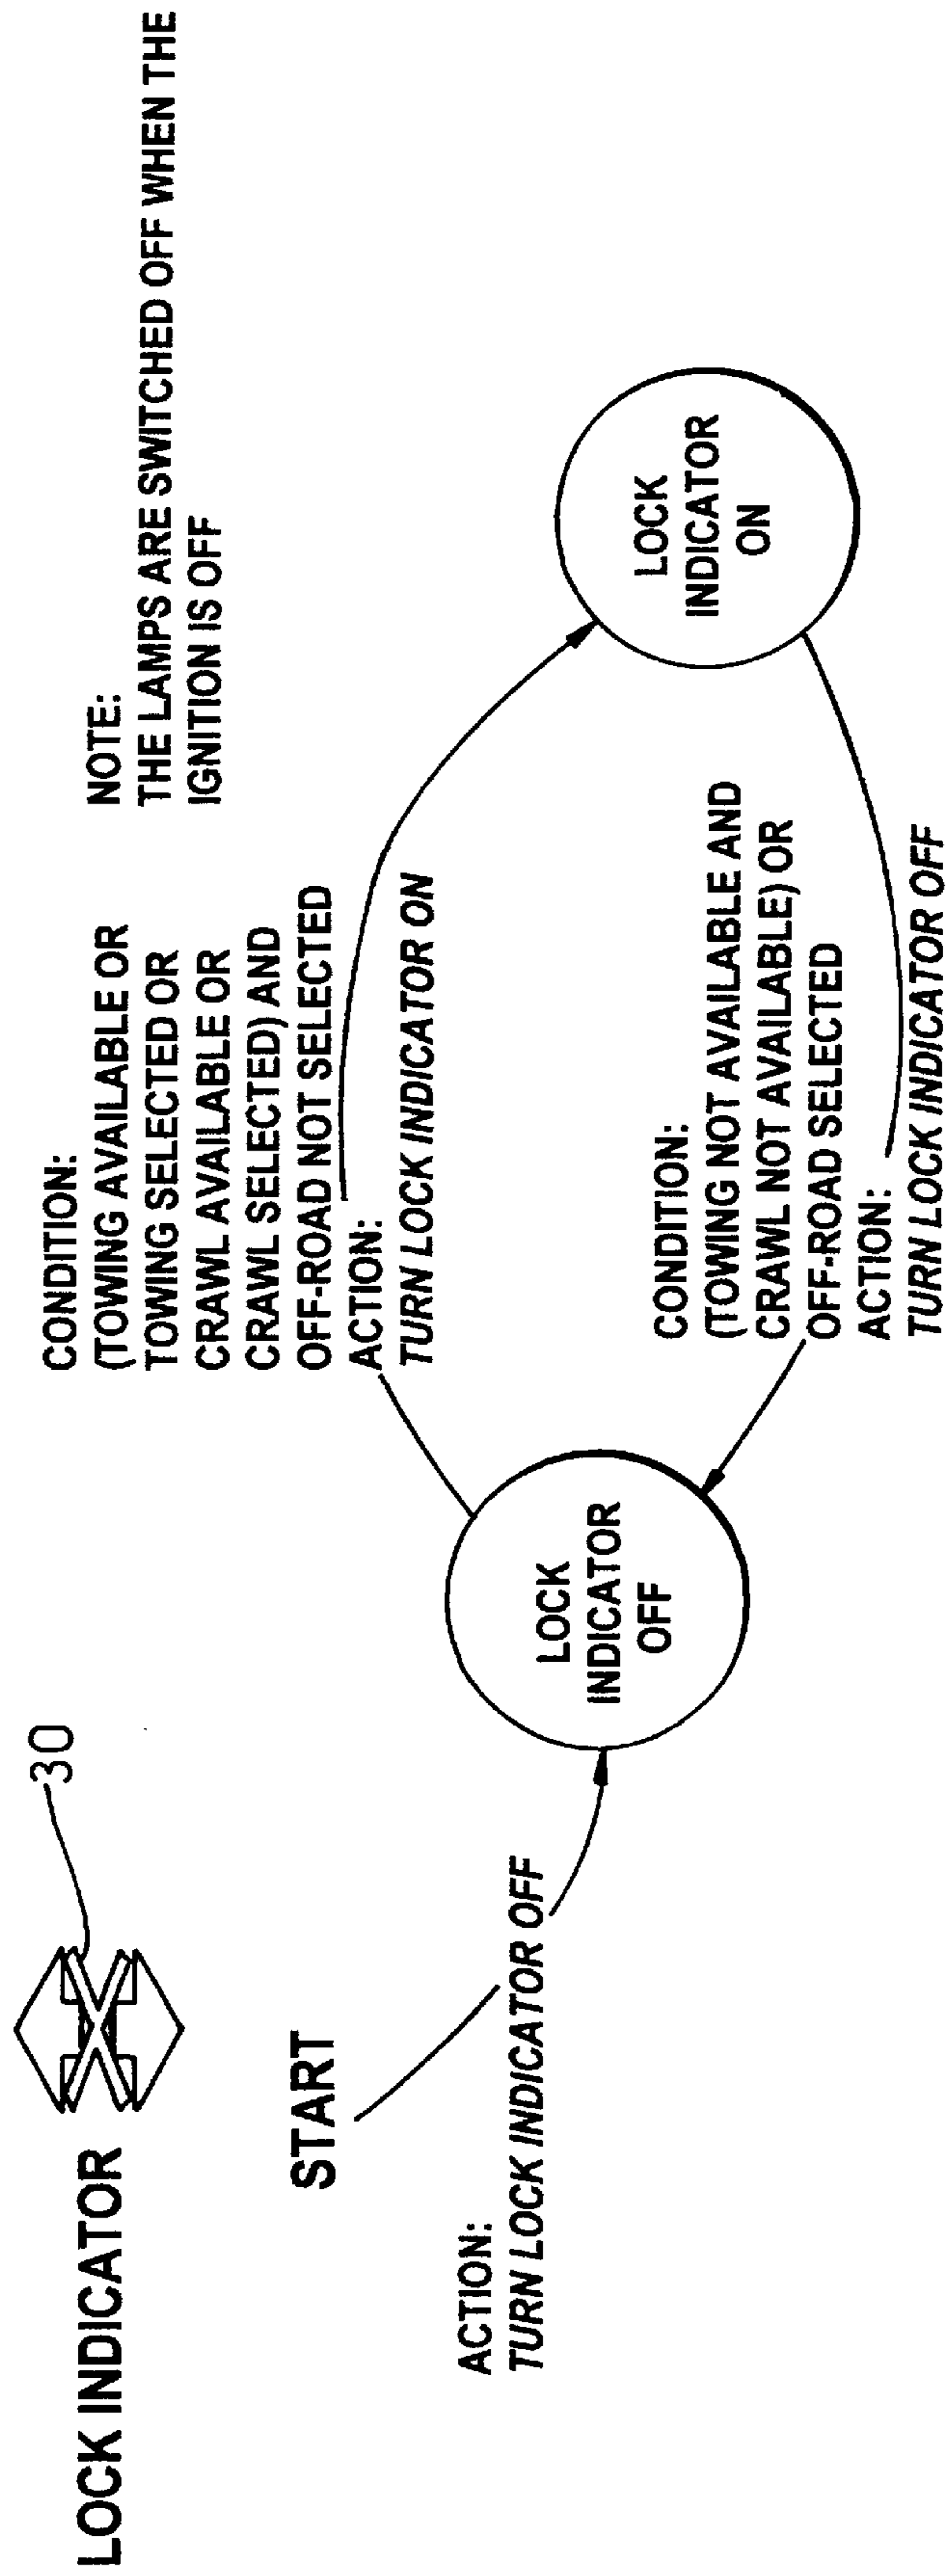 LOCK INDICATOR
30
START
ACTION:
TURN LOCK INDICATOR OFF
LOCK
INDICATOR
OFF
CONDITION:
(TOWING AVAILABLE OR
TOWING SELECTED OR
CRAWL AVAILABLE OR
CRAWL SELECTED) AND
OFF-ROAD NOT SELECTED
ACTION:
TURN LOCK INDICATOR ON
NOTE:
THE LAMPS ARE SWITCHED OFF WHEN THE
IGNITION IS OFF
LOCK
INDICATOR
ON
CONDITION:
(TOWING NOT AVAILABLE AND
CRAWL NOT AVAILABLE) OR
OFF-ROAD SELECTED
ACTION:
TURN LOCK INDICATOR OFF